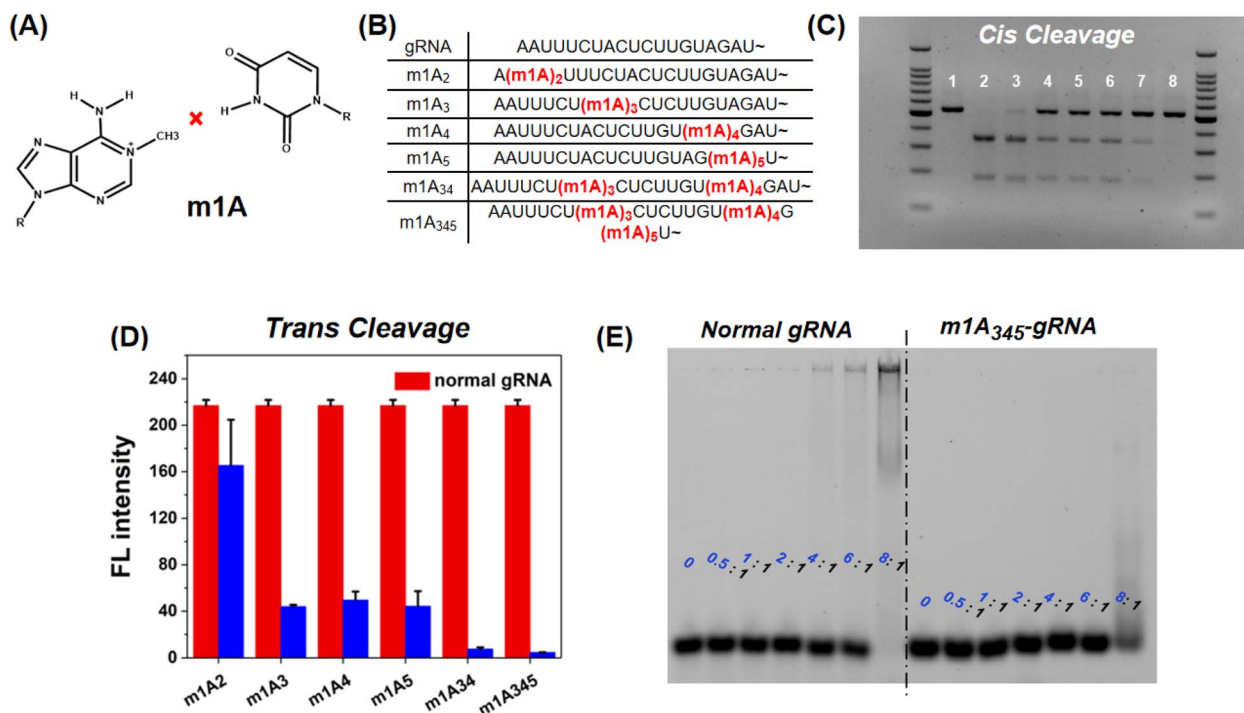 (A)
H
H
N
N
N
N
N+
CH3
R
m1A
O
H
N
N
O
R
(B)
gRNA AAUUUCUACUCUUGUAGAU~
m1A2 A(m1A)2UUUCUACUCUUGUAGAU~
m1A3 AAUUUCU(m1A)3CUCUUGUAGAU~
m1A4 AAUUUCUACUCUUGU(m1A)4GAU~
m1A5 AAUUUCUACUCUUGUAG(m1A)5U~
m1A34 AAUUUCU(m1A)3CUCUUGU(m1A)4GAU~
m1A345 AAUUUCU(m1A)3CUCUUGU(m1A)4G
(m1A)5U~
(C)
Cis Cleavage
1 2 3 4 5 6 7 8
(D)
Trans Cleavage
normal gRNA
FL intensity
240
200
160
120
80
40
0
m1A2 m1A3 m1A4 m1A5 m1A34 m1A345
(E)
Normal gRNA m1A345-gRNA
0 0.5:1 1:1 2:1 4:1 6:1 8:1
0 0.5:1 1:1 2:1 4:1 6:1 8:1